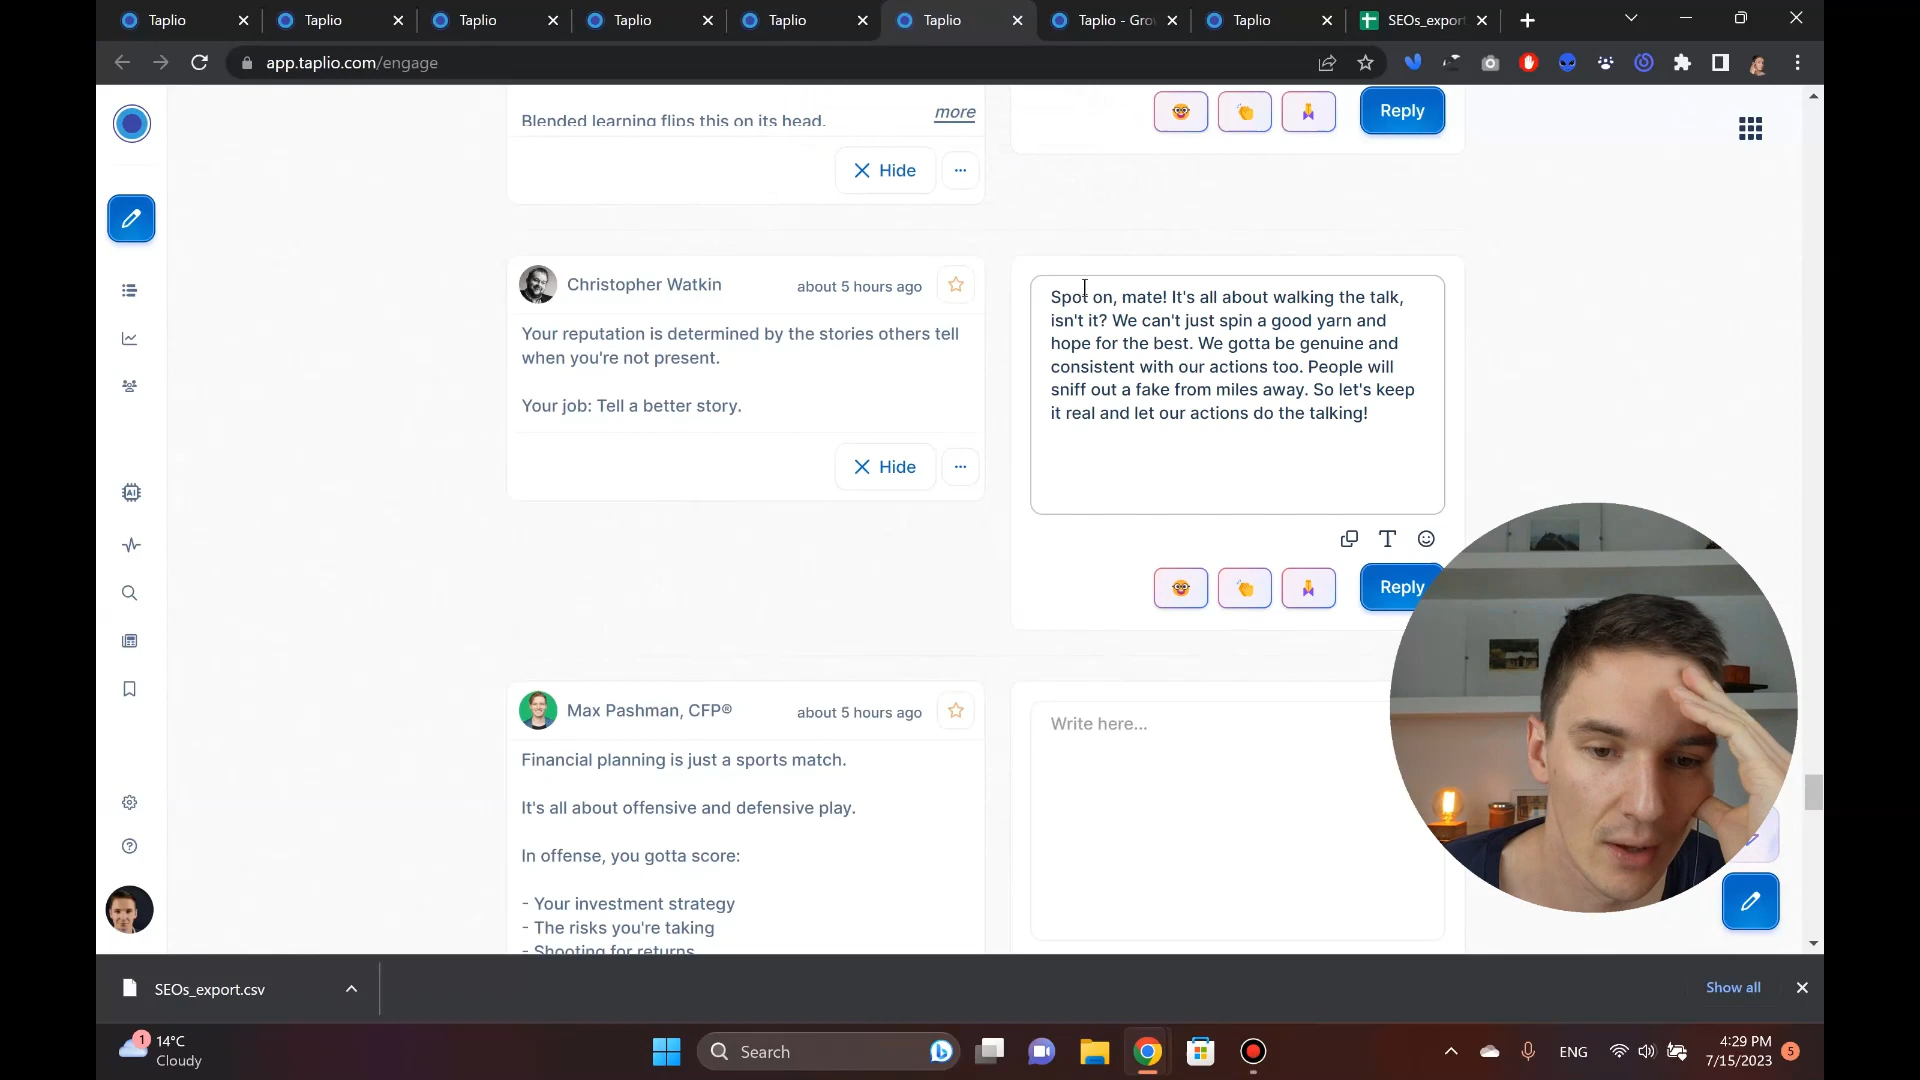 Taplio
Taplio
Taplio
Taplio
Taplio
Taplio
Taplio - Gro
Taplio
SEOs_expor
app.taplio.com/engage
Blended learning flips this on its head.
more
Hide
Reply
Christopher Watkin
about 5 hours ago
Your reputation is determined by the stories others tell
when you're not present.
Your job: Tell a better story.
Hide
Spot on, mate! It's all about walking the talk,
isn't it? We can't just spin a good yarn and
hope for the best. We gotta be genuine and
consistent with our actions too. People will
sniff out a fake from miles away. So let's keep
it real and let our actions do the talking!
Reply
AI
Max Pashman, CFP®
about 5 hours ago
Financial planning is just a sports match.
It's all about offensive and defensive play.
In offense, you gotta score:
- Your investment strategy
- The risks you're taking
- Shooting for returns
Write here...
SEOs_export.csv
Show all
1
14°C
Cloudy
Search
ENG
4:29 PM
7/15/2023
5